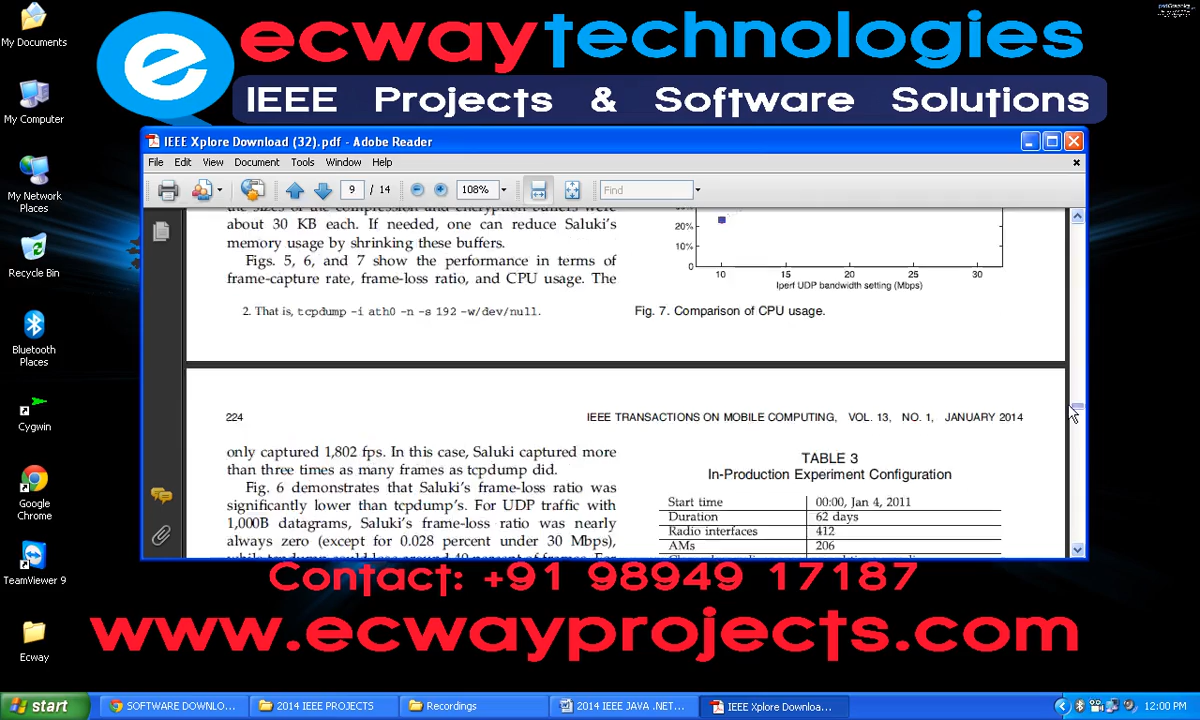 ecwaytechnologies
IEEE Projects & Software Solutions
My Documents
My Computer
My Network
Places
Recycle Bin
Bluetooth
Places
Cygwin
Google
Chrome
TeamViewer 9
Ecway
IEEE Xplore Download (32).pdf - Adobe Reader
File Edit View Document Tools Window Help
9 / 14 108% Find
about 30 KB each. If needed, one can reduce Saluki's
memory usage by shrinking these buffers.
Figs. 5, 6, and 7 show the performance in terms of
frame-capture rate, frame-loss ratio, and CPU usage. The
2. That is, tcpdump -i ath0 -n -s 192 -w/dev/null.
20%
10%
0
10 15 20 25 30
Iperf UDP bandwidth setting (Mbps)
Fig. 7. Comparison of CPU usage.
224 IEEE TRANSACTIONS ON MOBILE COMPUTING, VOL. 13, NO. 1, JANUARY 2014
only captured 1,802 fps. In this case, Saluki captured more
than three times as many frames as tcpdump did.
Fig. 6 demonstrates that Saluki's frame-loss ratio was
significantly lower than tcpdump's. For UDP traffic with
1,000B datagrams, Saluki's frame-loss ratio was nearly
always zero (except for 0.028 percent under 30 Mbps),
TABLE 3
In-Production Experiment Configuration
Start time 00:00, Jan 4, 2011
Duration 62 days
Radio interfaces 412
AMs 206
Contact: +91 98949 17187
www.ecwayprojects.com
start
SOFTWARE DOWNLO...
2014 IEEE PROJECTS
Recordings
2014 IEEE JAVA .NET...
IEEE Xplore Downloa...
12:00 PM